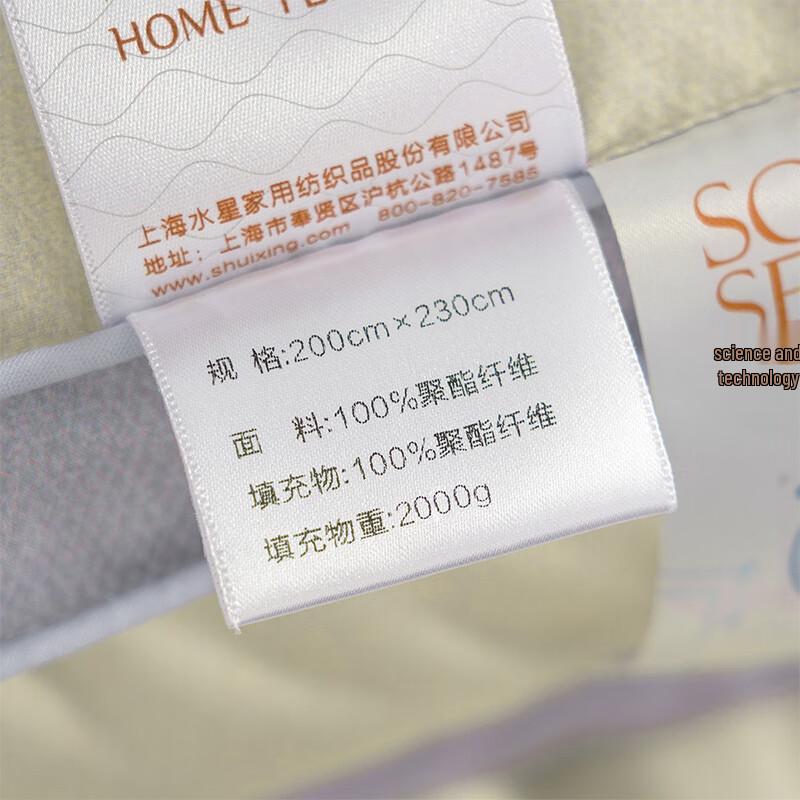 HOME
上海水星家用纺织品股份有限公司
地址：上海市奉贤区沪杭公路1487号
www.shuixing.com 800-820-7585
规 格:200cm×230cm
面 料:100%聚酯纤维
填充物:100%聚酯纤维
填充物重:2000g
science and
technology